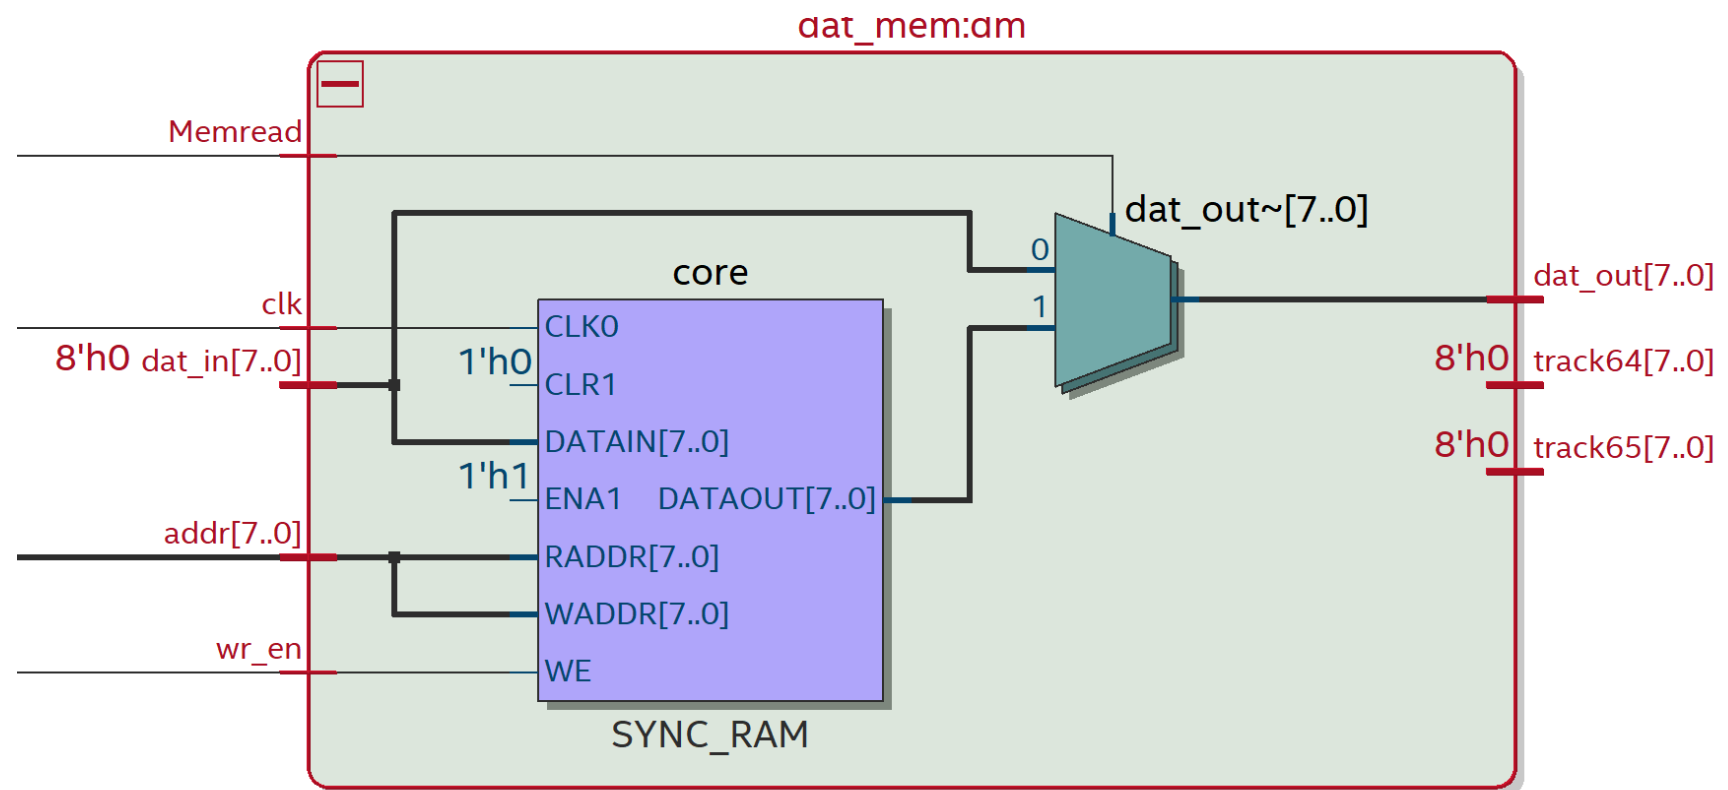 dat_mem:dm
Memread
dat_out~[7..0]
0
core
dat_out[7..0]
clk
1
CLK0
8'h0 dat_in[7..0]
1'h0
CLR1
8'h0 track64[7..0]
DATAIN[7..0]
8'h0 track65[7..0]
1'h1
ENA1 DATAOUT[7..0]
addr[7..0]
RADDR[7..0]
WADDR[7..0]
wr_en
WE
SYNC_RAM